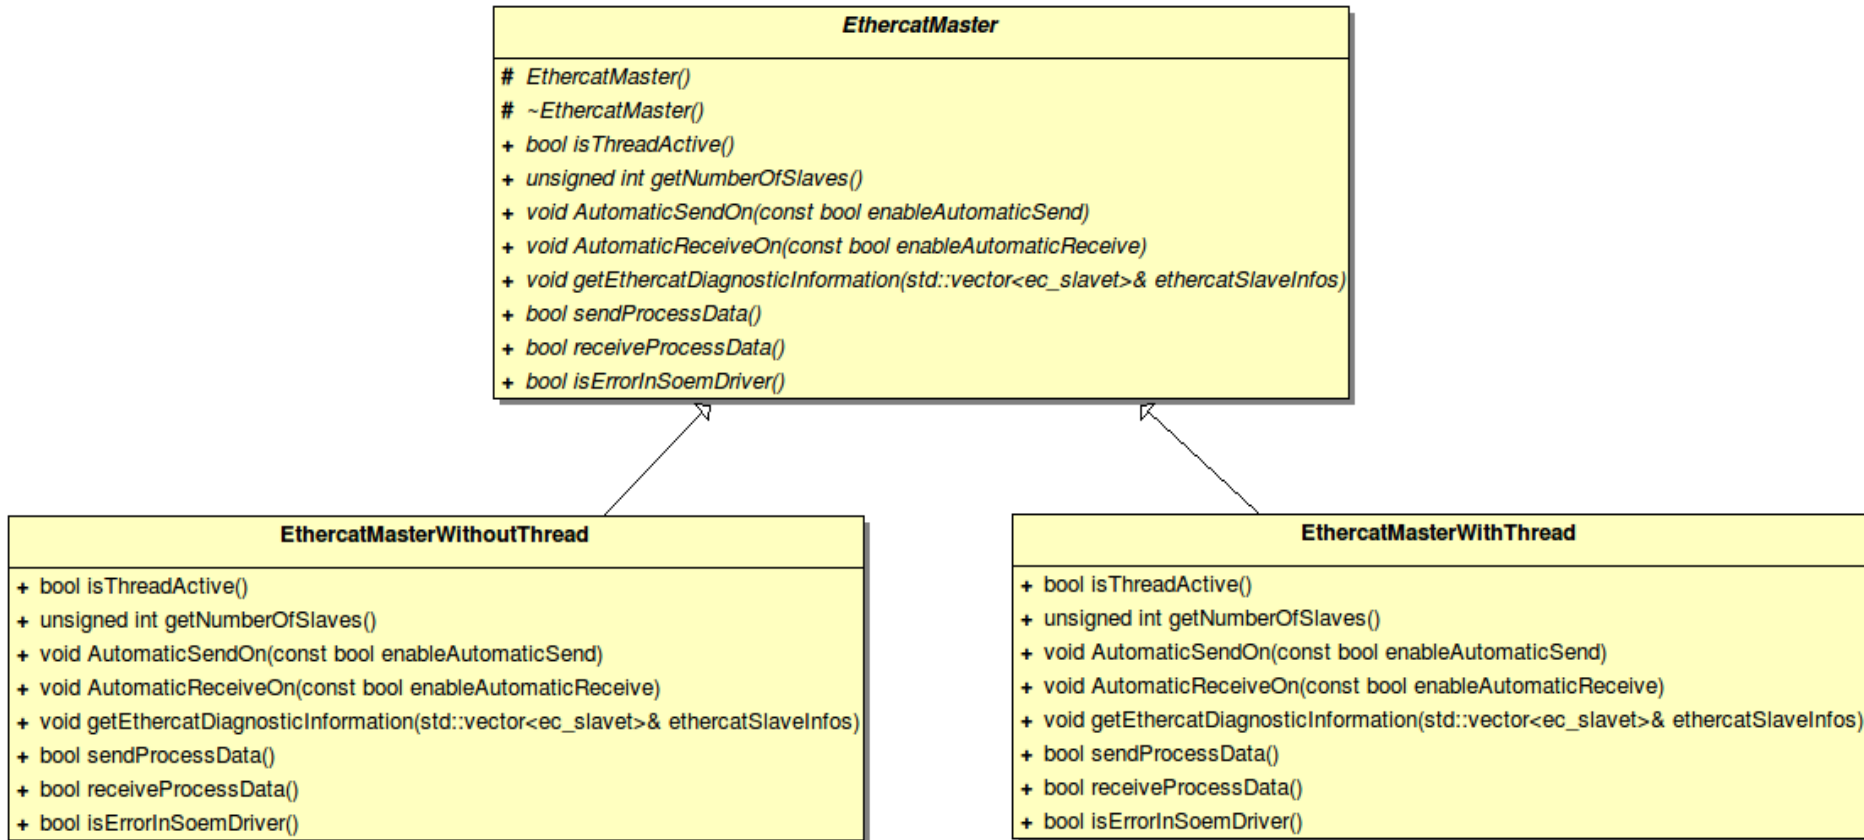 EthercatMaster
# EthercatMaster()
# ~EthercatMaster()
+ bool isThreadActive()
+ unsigned int getNumberOfSlaves()
+ void AutomaticSendOn(const bool enableAutomaticSend)
+ void AutomaticReceiveOn(const bool enableAutomaticReceive)
+ void getEthercatDiagnosticInformation(std::vector<ec_slavet>& ethercatSlaveInfos)
+ bool sendProcessData()
+ bool receiveProcessData()
+ bool isErrorInSoemDriver()
EthercatMasterWithoutThread
+ bool isThreadActive()
+ unsigned int getNumberOfSlaves()
+ void AutomaticSendOn(const bool enableAutomaticSend)
+ void AutomaticReceiveOn(const bool enableAutomaticReceive)
+ void getEthercatDiagnosticInformation(std::vector<ec_slavet>& ethercatSlaveInfos)
+ bool sendProcessData()
+ bool receiveProcessData()
+ bool isErrorInSoemDriver()
EthercatMasterWithThread
+ bool isThreadActive()
+ unsigned int getNumberOfSlaves()
+ void AutomaticSendOn(const bool enableAutomaticSend)
+ void AutomaticReceiveOn(const bool enableAutomaticReceive)
+ void getEthercatDiagnosticInformation(std::vector<ec_slavet>& ethercatSlaveInfos)
+ bool sendProcessData()
+ bool receiveProcessData()
+ bool isErrorInSoemDriver()